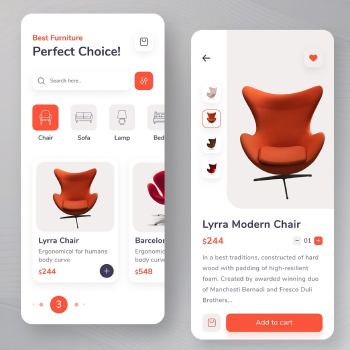 Best Furniture
Perfect Choice!
Search here..
Chair
Sofa
Lamp
Bed
Lyrra Chair
Ergonomical for humans
body curve
$244
Barcelon
Ergonomical
body curve
$548
3
Lyrra Modern Chair
$244
01
In a best traditions, constructed of hard
wood with padding of high-resilient
foam. Created by awarded winning duo
of Manchasti Bernadi and Fresco Duli
Brothers...
Add to cart